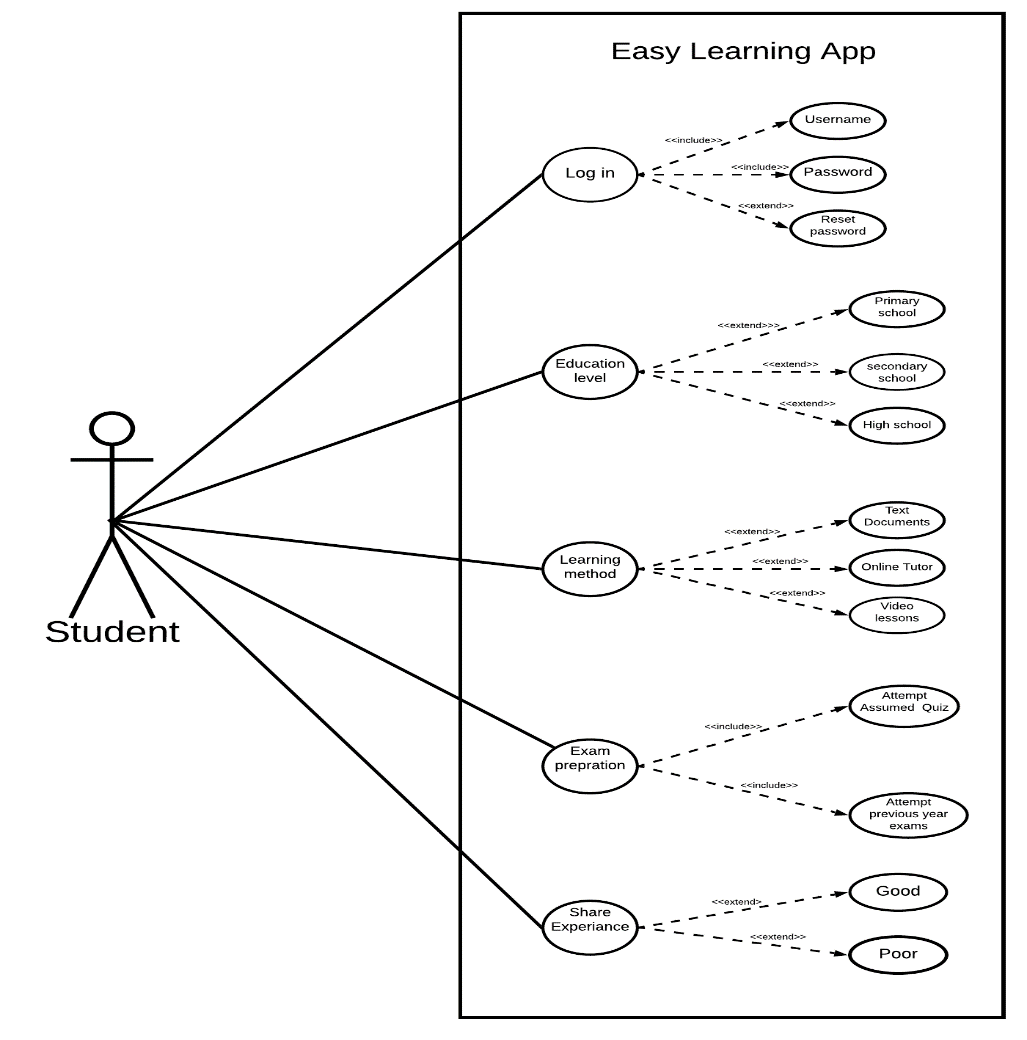 Easy Learning App
Username
<<include>>
Log in
<<include>>
Password
<<extend>>
Reset
password
Primary
school
<<extend>>>
Education
level
<<extend>>
secondary
school
<<extend>>
High school
Text
Documents
<<extend>>
Learning
method
<<extend>>
Online Tutor
<<extend>>
Video
lessons
Student
Attempt
Assumed Quiz
<<include>>
Exam
prepration
<<include>>
Attempt
previous year
exams
Good
<<extend>
Share
Experiance
<<extend>>
Poor